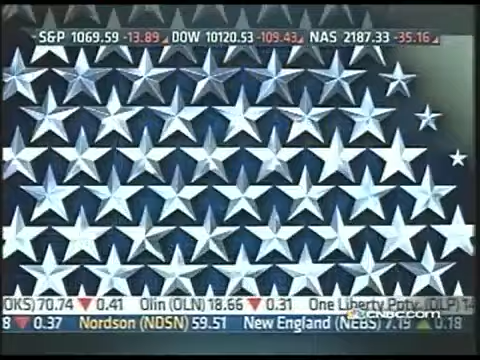 S&P 1069.59 -13.89 DOW 10120.53 -109.43 NAS 2187.33 -35.16
OKS) 70.74 ▼ 0.41 Olin (OLN) 18.66 ▼ 0.31 One Liberty Ppty. (OLP) 14
8 ▼ 0.37 Nordson (NDSN) 59.51 New England (NEBS) 7.19 ▲ 0.18
CNBC.com